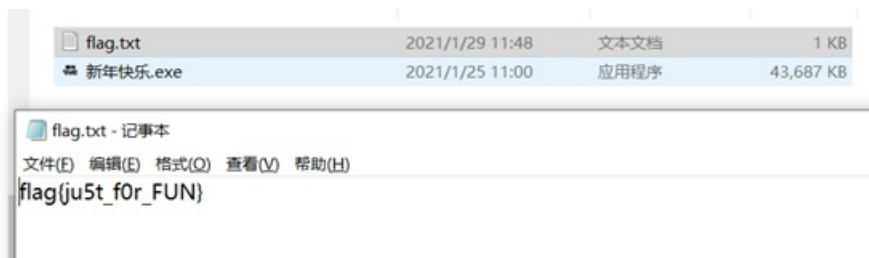 flag.txt 2021/1/29 11:48 文本文档 1 KB
新年快乐.exe 2021/1/25 11:00 应用程序 43,687 KB
flag.txt - 记事本
文件(F) 编辑(E) 格式(O) 查看(V) 帮助(H)
flag{ju5t_f0r_FUN}